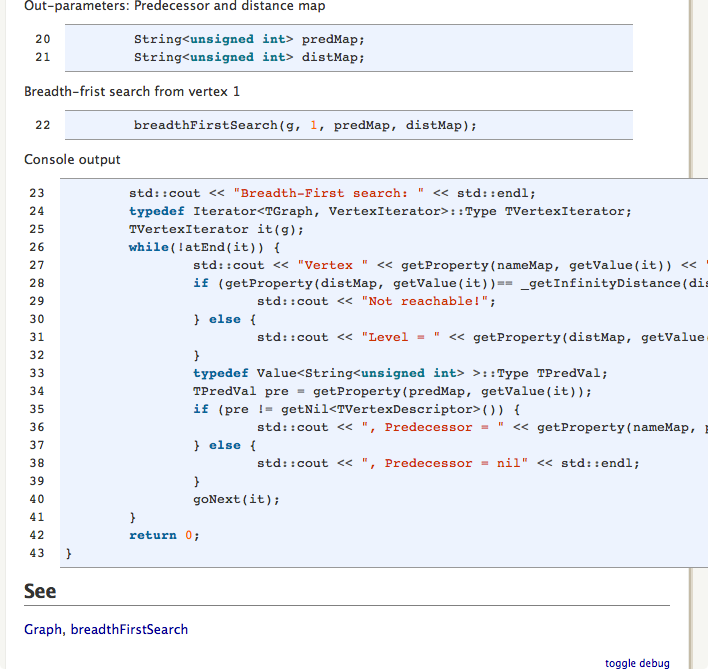 Out-parameters: Predecessor and distance map
20 String<unsigned int> predMap;
21 String<unsigned int> distMap;
Breadth-frist search from vertex 1
22 breadthFirstSearch(g, 1, predMap, distMap);
Console output
23 std::cout << "Breadth-First search: " << std::endl;
24 typedef Iterator<TGraph, VertexIterator>::Type TVertexIterator;
25 TVertexIterator it(g);
26 while(!atEnd(it)) {
27 std::cout << "Vertex " << getProperty(nameMap, getValue(it)) << "
28 if (getProperty(distMap, getValue(it))== _getInfinityDistance(dis
29 std::cout << "Not reachable!";
30 } else {
31 std::cout << "Level = " << getProperty(distMap, getValue(
32 }
33 typedef Value<String<unsigned int> >::Type TPredVal;
34 TPredVal pre = getProperty(predMap, getValue(it));
35 if (pre != getNil<TVertexDescriptor>()) {
36 std::cout << ", Predecessor = " << getProperty(nameMap, p
37 } else {
38 std::cout << ", Predecessor = nil" << std::endl;
39 }
40 goNext(it);
41 }
42 return 0;
43 }
See
Graph, breadthFirstSearch
toggle debug